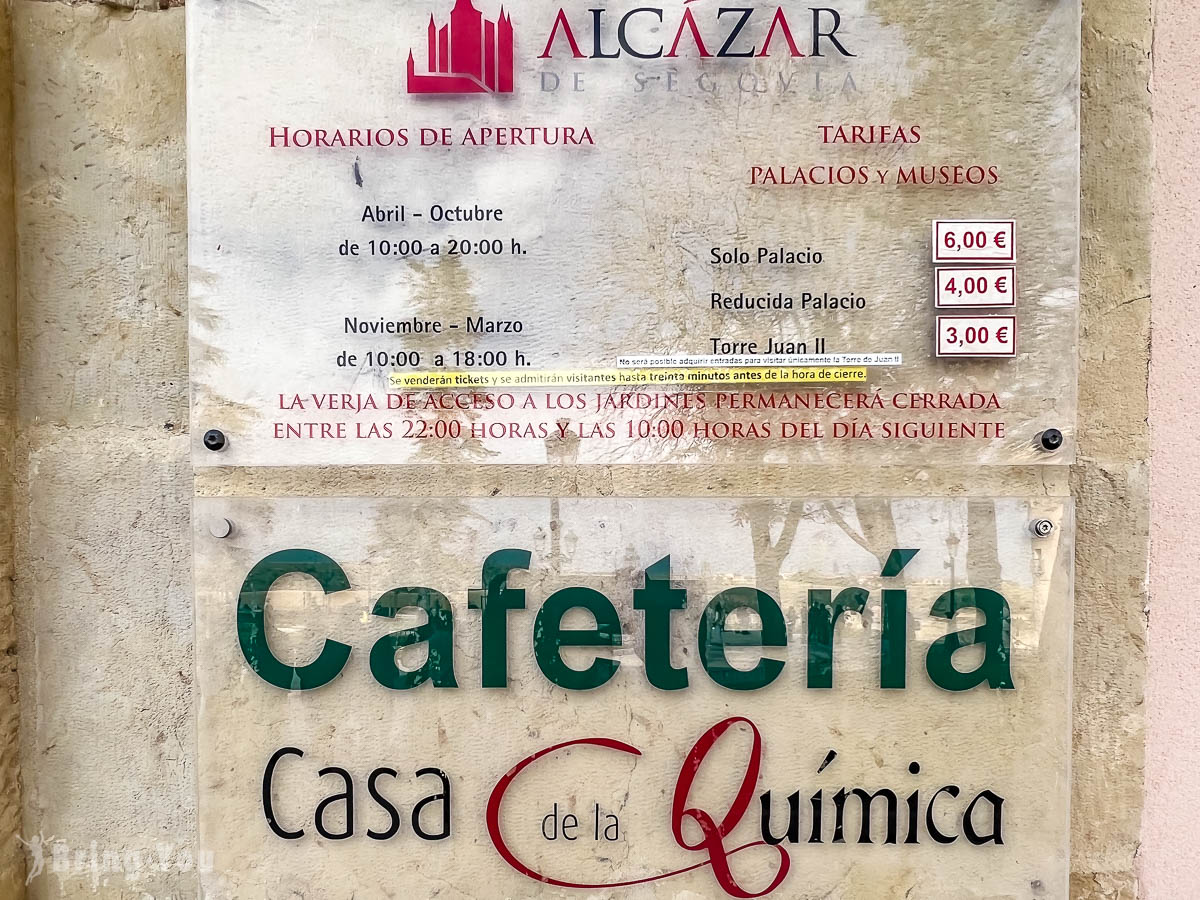 ALCÁZAR
DE SEGOVIA
HORARIOS DE APERTURA
Abril - Octubre
de 10:00 a 20:00 h.
Noviembre - Marzo
de 10:00 a 18:00 h.
TARIFAS
PALACIOS Y MUSEOS
Solo Palacio 6,00 €
Reducida Palacio 4,00 €
Torre Juan II 3,00 €
No será posible adquirir entradas para visitar únicamente la Torre de Juan II
Se venderán tickets y se admitirán visitantes hasta treinta minutos antes de la hora de cierre.
LA VERJA DE ACCESO A LOS JARDINES PERMANECERÁ CERRADA
ENTRE LAS 22:00 HORAS Y LAS 10:00 HORAS DEL DÍA SIGUIENTE
Cafetería
Casa de la Química
Bring You